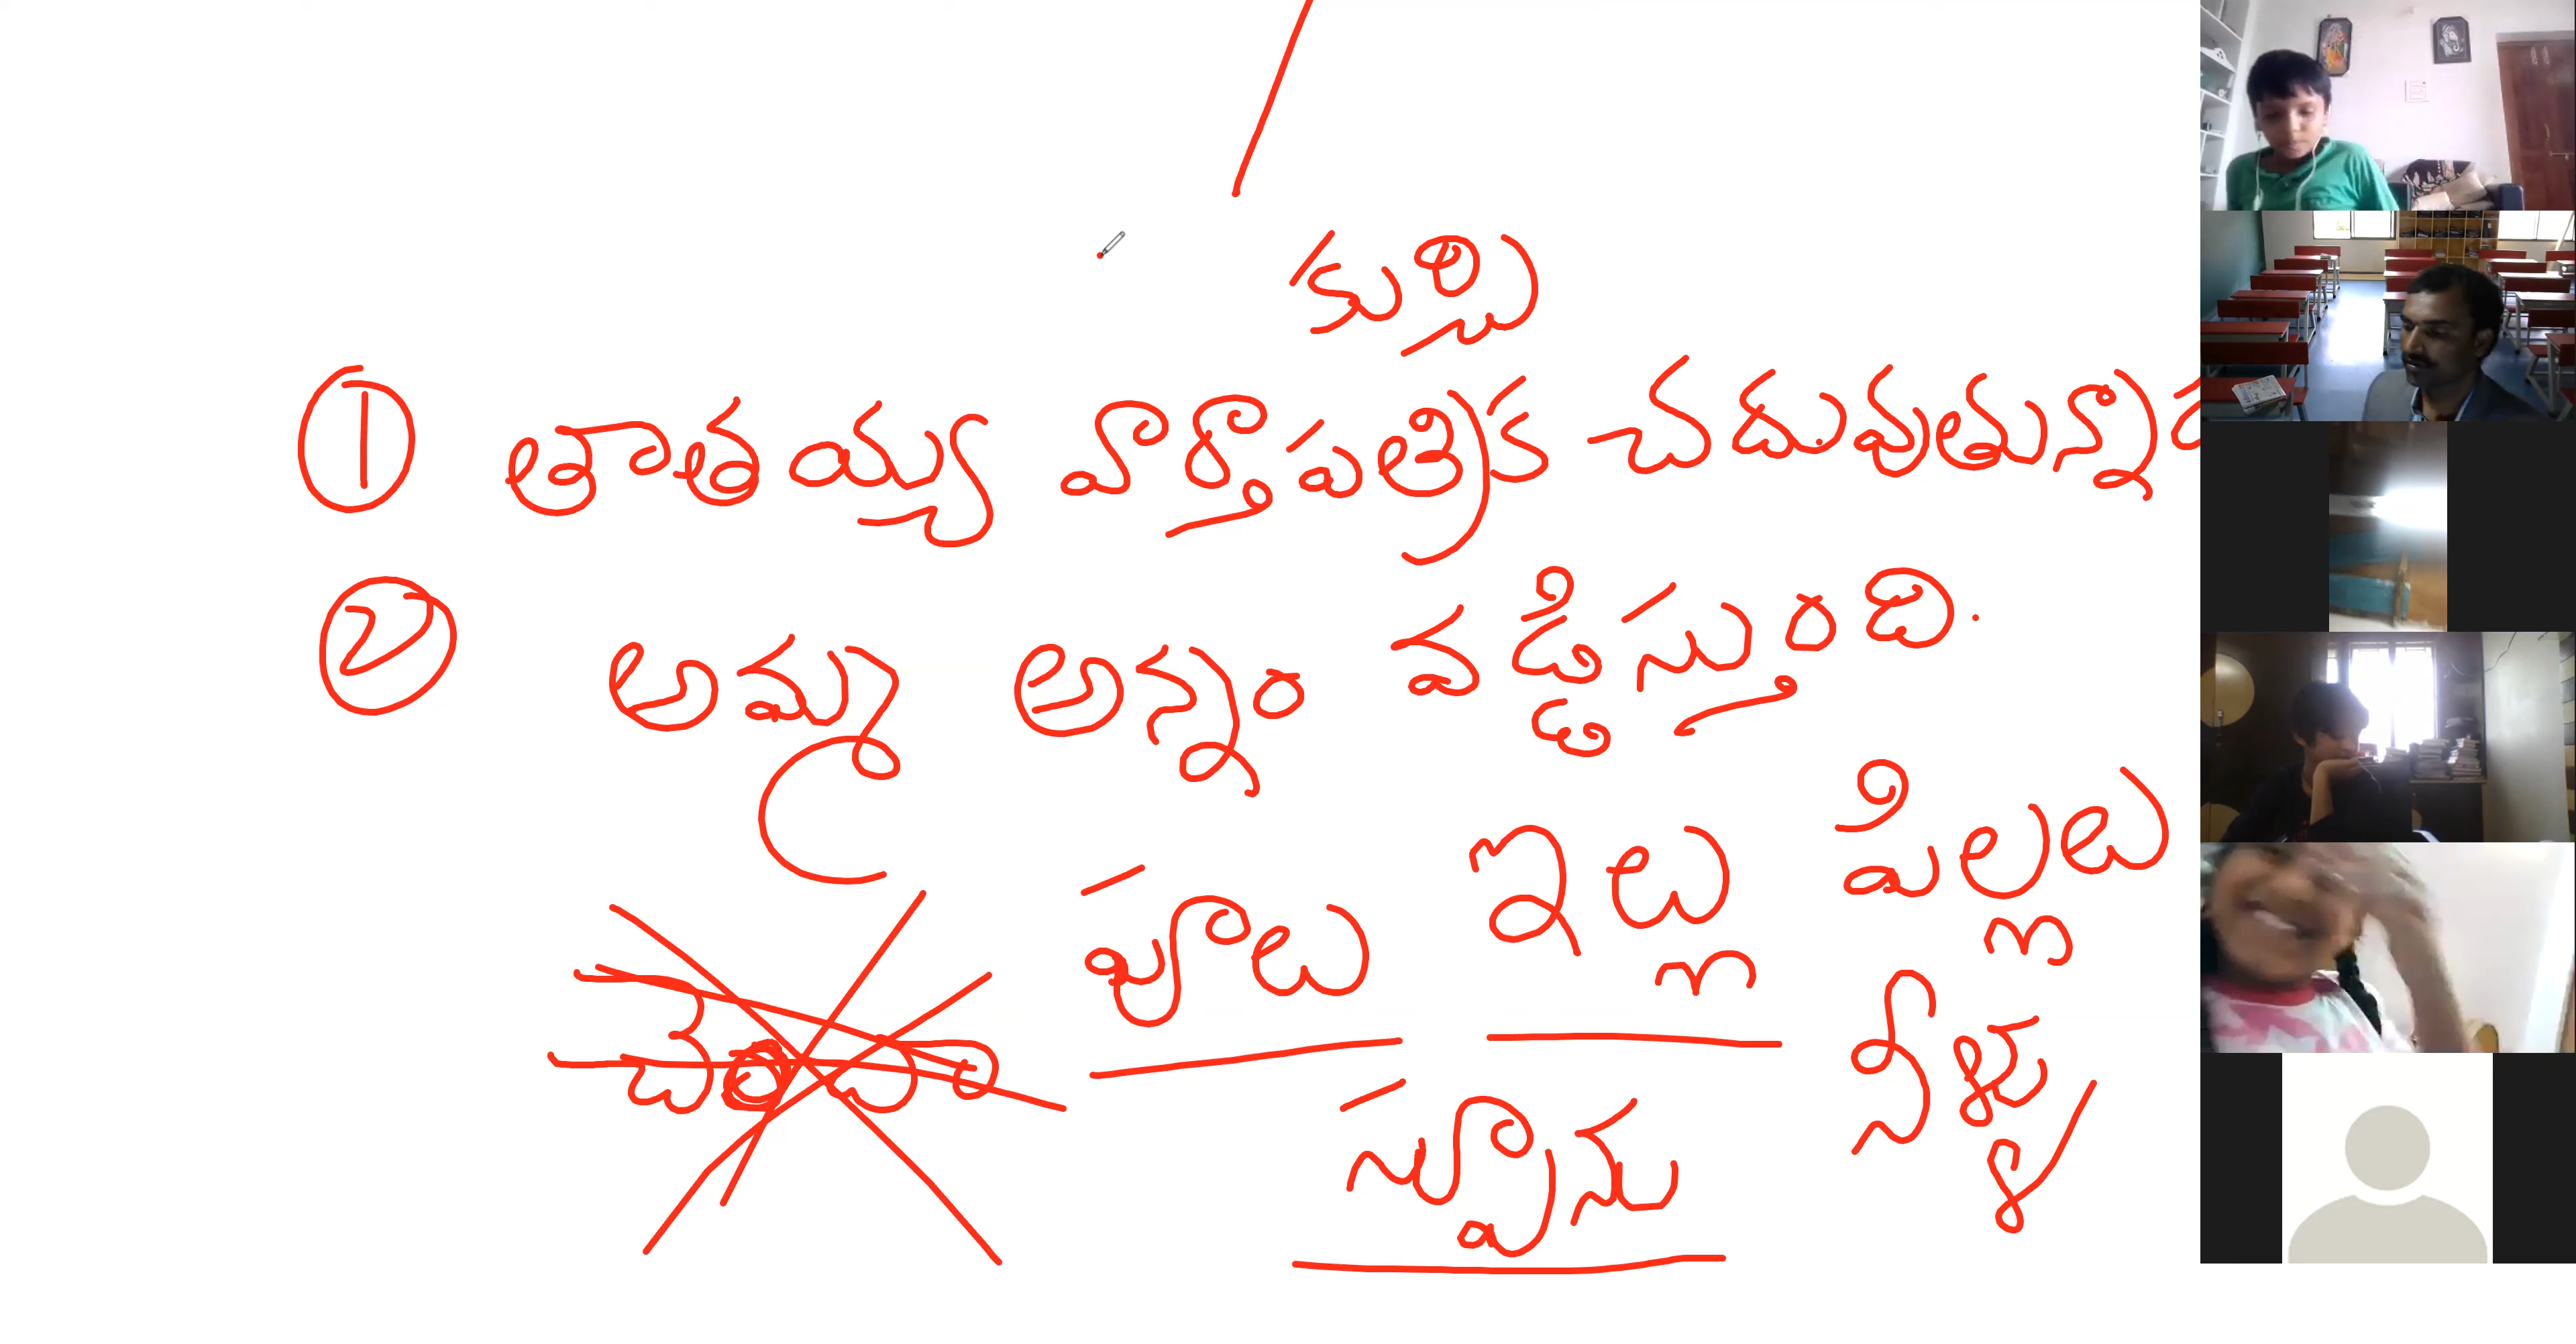 కుర్చి
① తాతయ్య వార్తాపత్రిక చదువుతున్నా
② అమ్మ అన్నం వడ్డిస్తుంది.
పూలు ఇల్లు పిల్లలు
స్పూను నీళ్ళు